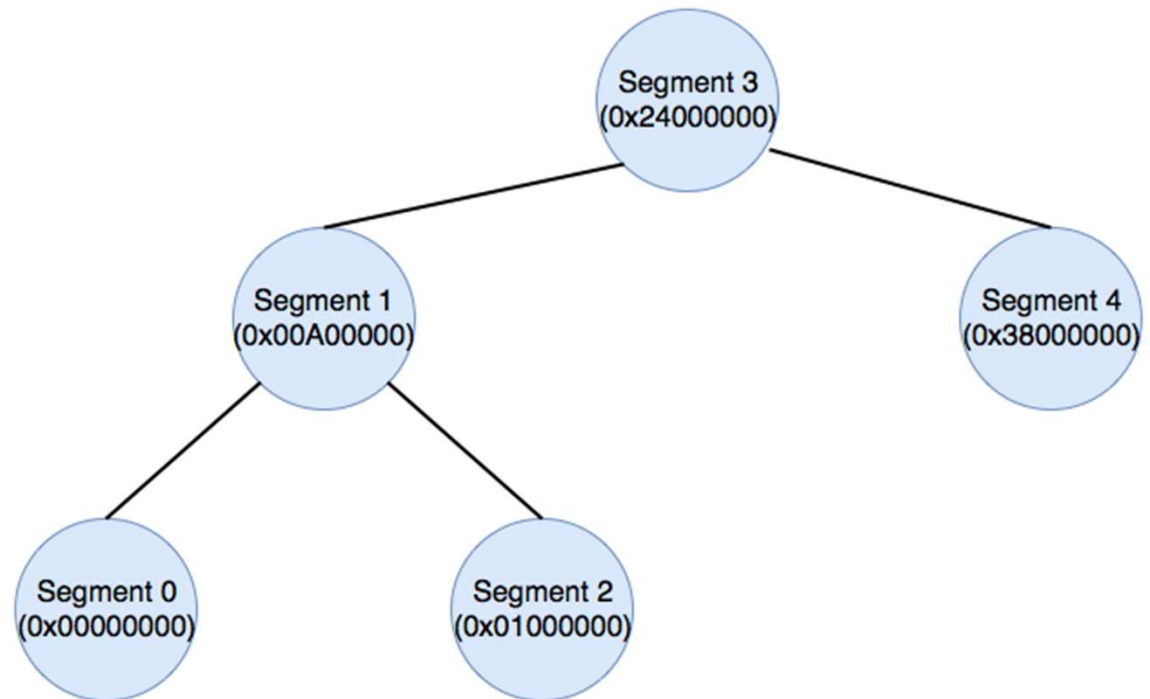 Segment 3
(0x24000000)
Segment 1
(0x00A00000)
Segment 4
(0x38000000)
Segment 0
(0x00000000)
Segment 2
(0x01000000)